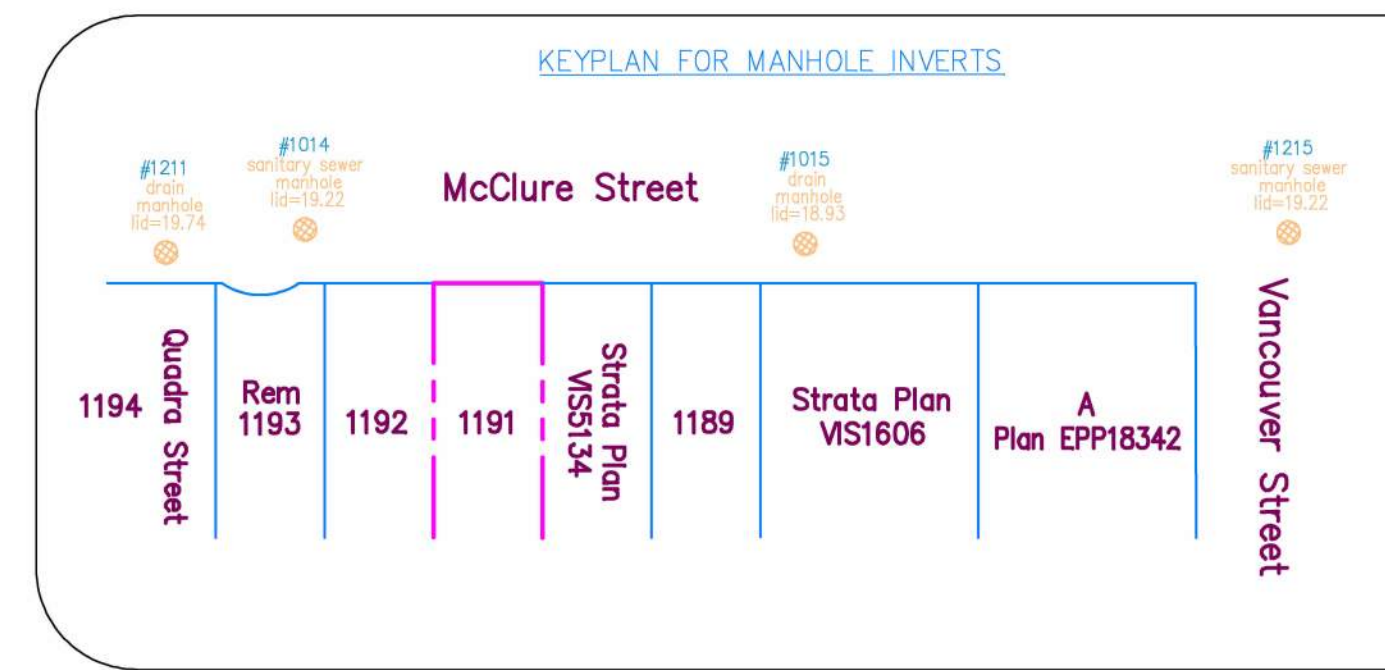 KEYPLAN FOR MANHOLE INVERTS
#1211
drain
manhole
lid=19.74
#1014
sanitary sewer
manhole
lid=19.22
McClure Street
#1015
drain
manhole
lid=18.93
#1215
sanitary sewer
manhole
lid=19.22
1194
Quadra Street
Rem
1193
1192
1191
Strata Plan
VIS5134
1189
Strata Plan
VIS1606
A
Plan EPP18342
Vancouver Street